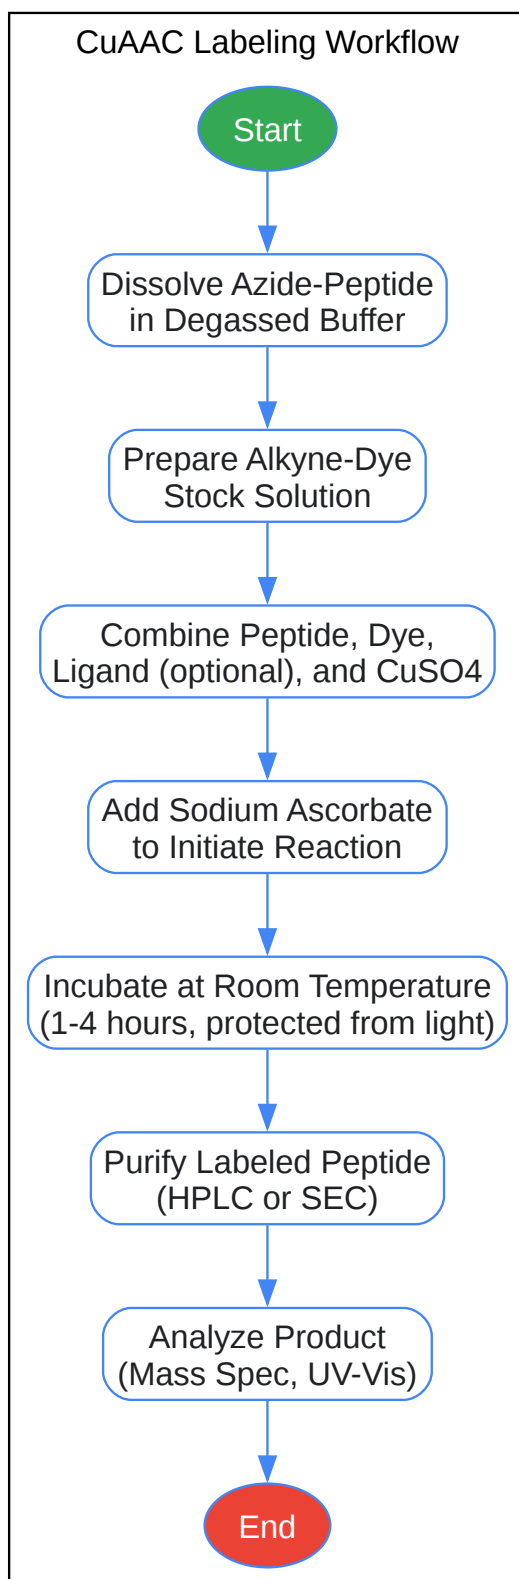 CuAAC Labeling Workflow
Start
Dissolve Azide-Peptide
in Degassed Buffer
Prepare Alkyne-Dye
Stock Solution
Combine Peptide, Dye,
Ligand (optional), and CuSO4
Add Sodium Ascorbate
to Initiate Reaction
Incubate at Room Temperature
(1-4 hours, protected from light)
Purify Labeled Peptide
(HPLC or SEC)
Analyze Product
(Mass Spec, UV-Vis)
End